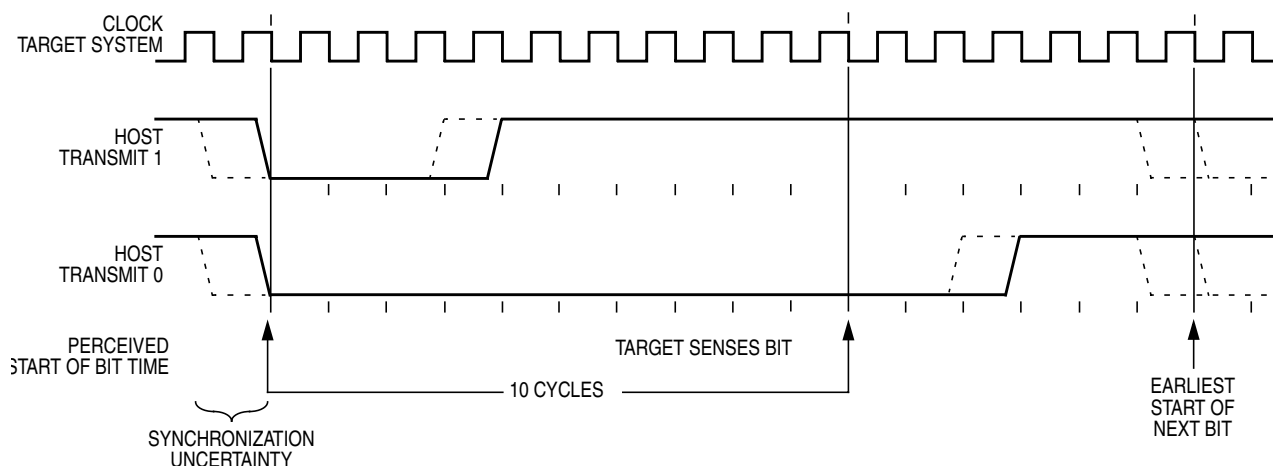 CLOCK
TARGET SYSTEM
HOST
TRANSMIT 1
HOST
TRANSMIT 0
PERCEIVED
START OF BIT TIME
TARGET SENSES BIT
10 CYCLES
EARLIEST
START OF
NEXT BIT
SYNCHRONIZATION
UNCERTAINTY